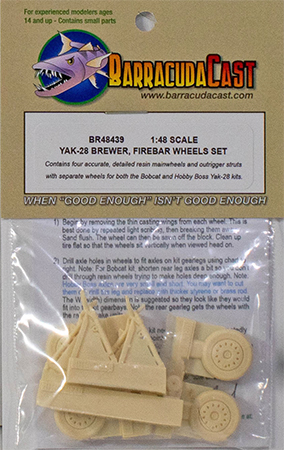 For experienced modelers ages
14 and up - Contains small parts
BARRACUDACAST
www.barracudacast.com
BR48439 1:48 SCALE
YAK-28 BREWER, FIREBAR WHEELS SET
Contains four accurate, detailed resin mainwheels and outrigger struts
with separate wheels for both the Bobcat and Hobby Boss Yak-28 kits.
WHEN "GOOD ENOUGH" ISN'T GOOD ENOUGH
1) Begin by removing the thin casting wings from each wheel. This is
best done by repeated light scribing, then breaking them
Sand flush. The wheel can then be off the block. Clean up
tire flat so that the wheels sit vertically when viewed head on.
2) Drill axle holes in wheels to fit axles on kit gearlegs using chart
right. Note: For Bobcat kit, shorten rear leg axles a bit so you don't
drill through resin wheels trying to make holes deep enough. Note: